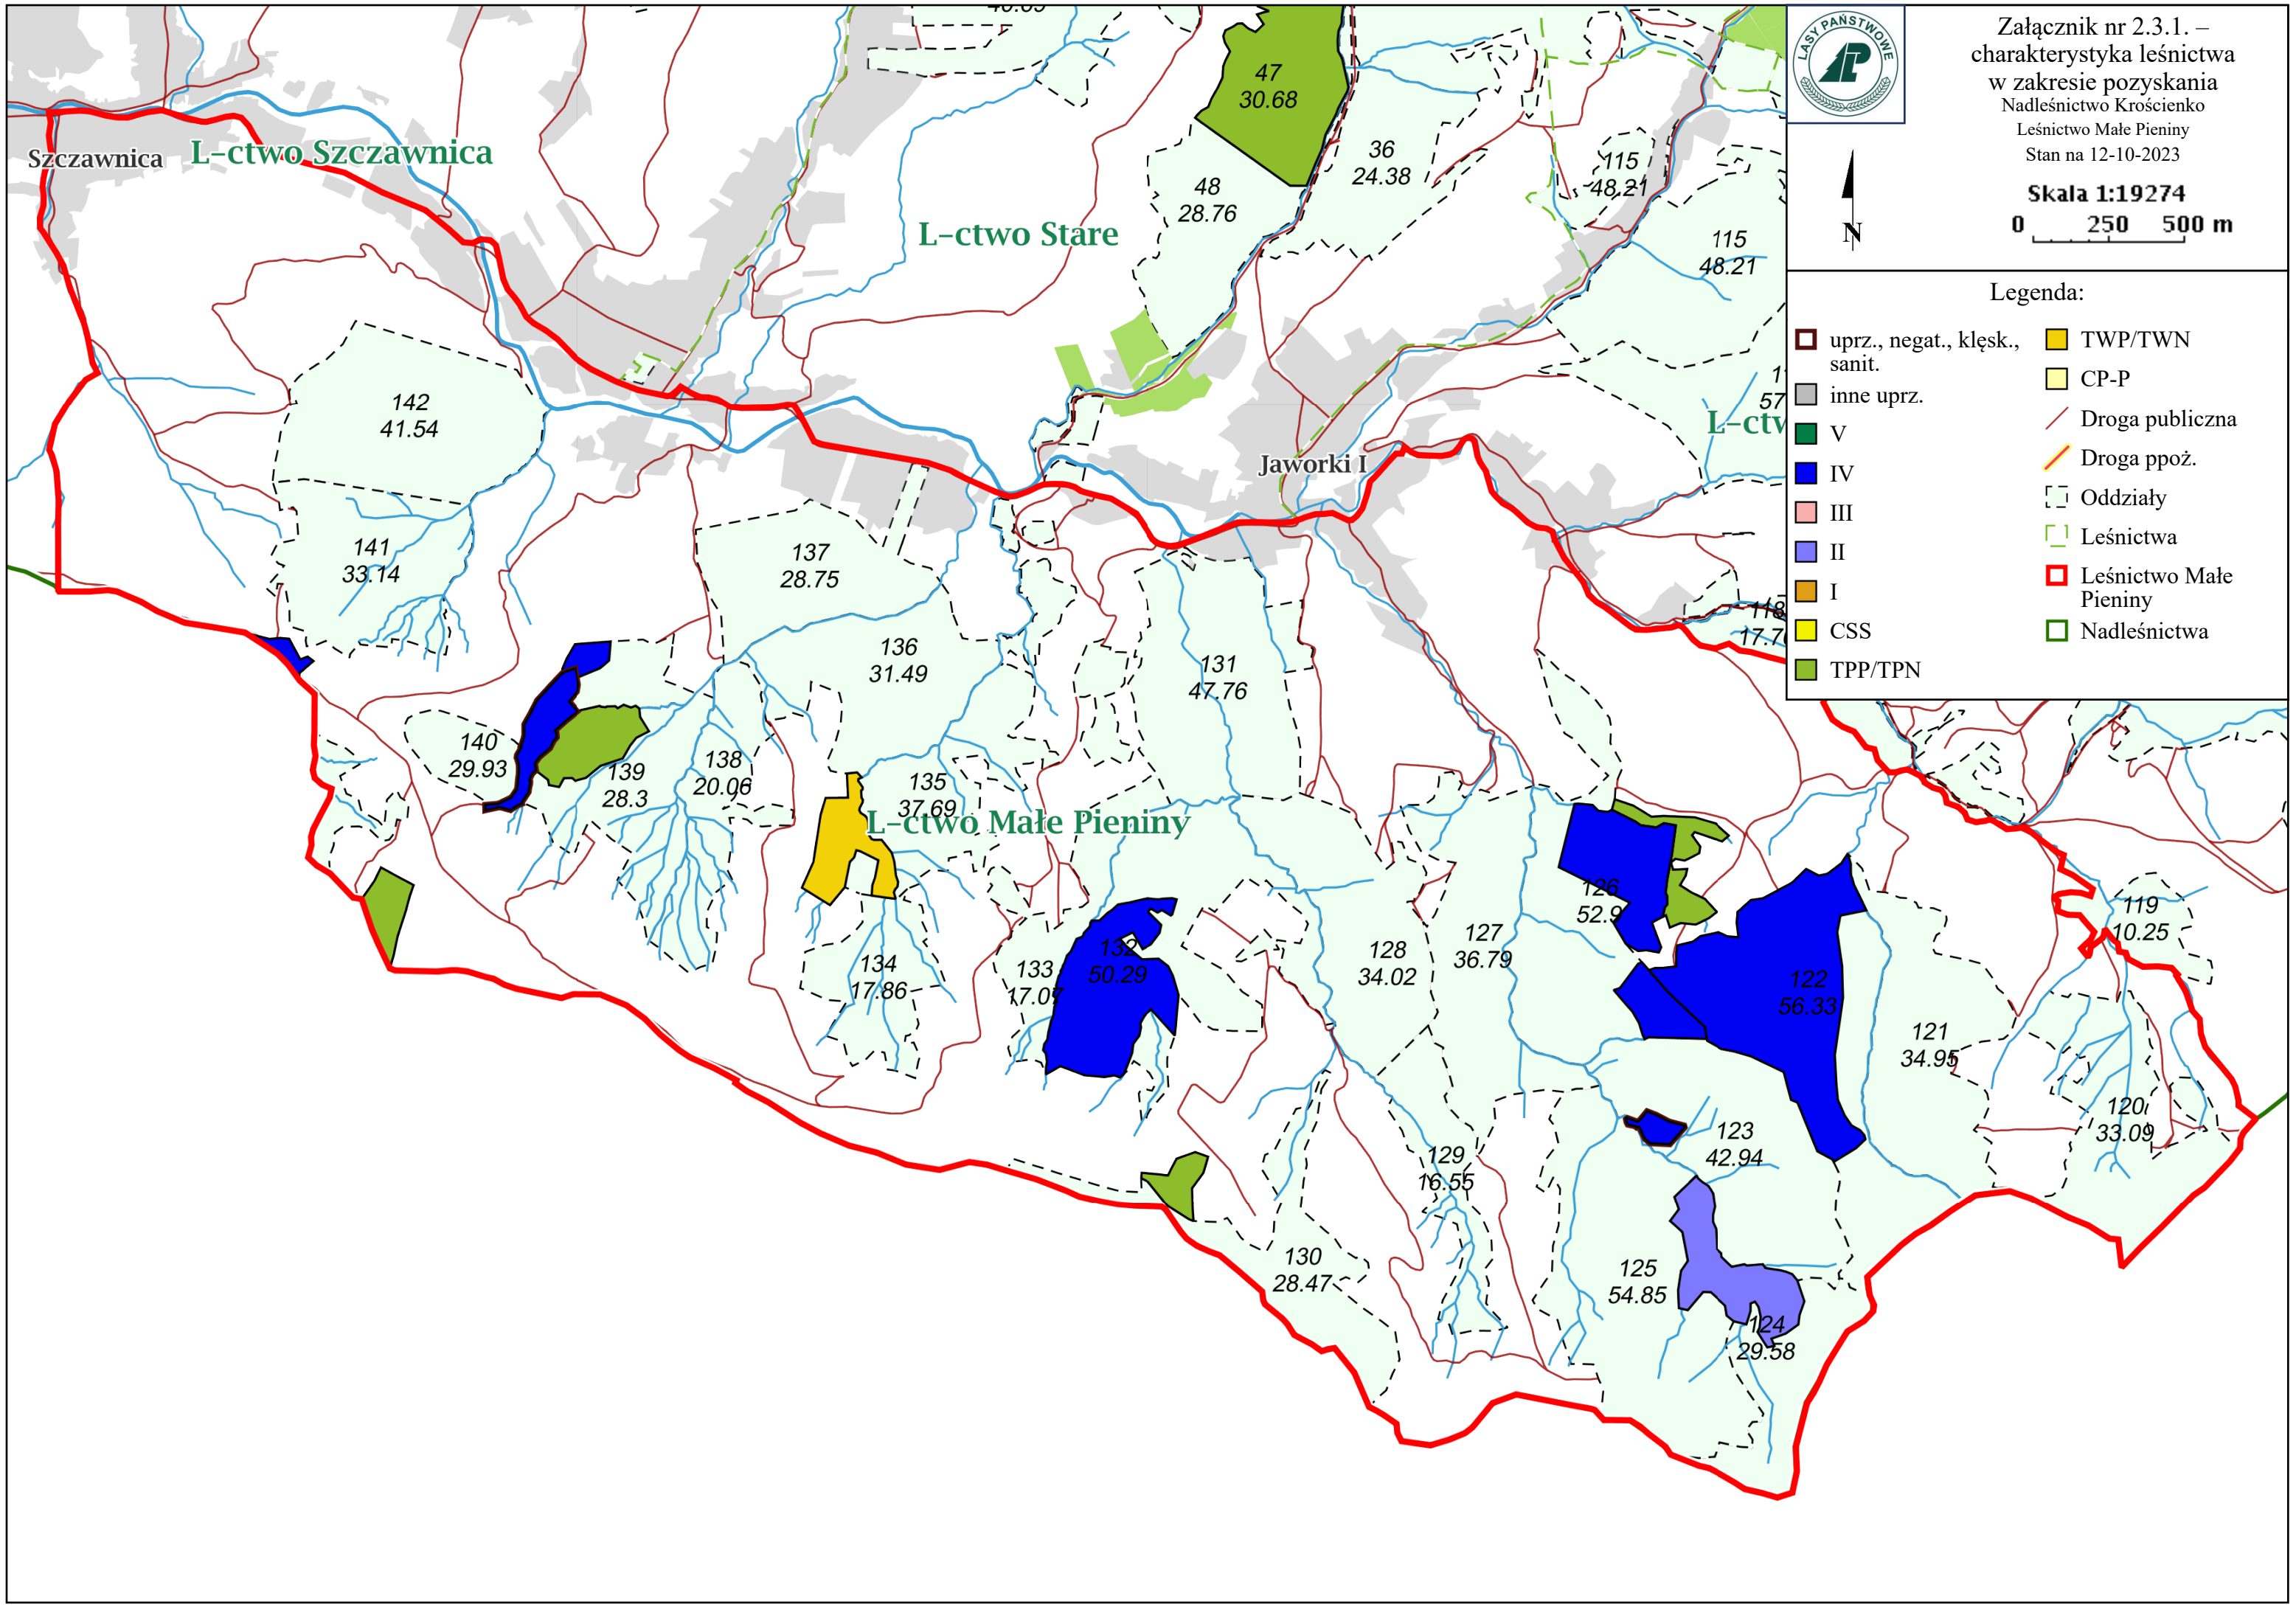 LASY PAŃSTWOWE
Załącznik nr 2.3.1. –
charakterystyka leśnictwa
w zakresie pozyskania
Nadleśnictwo Krościenko
Leśnictwo Małe Pieniny
Stan na 12-10-2023
Skala 1:19274
0 250 500 m
N
Legenda:
uprz., negat., klęsk.,
sanit.
inne uprz.
V
IV
III
II
I
CSS
TPP/TPN
TWP/TWN
CP-P
Droga publiczna
Droga ppoż.
Oddziały
Leśnictwa
Leśnictwo Małe
Pieniny
Nadleśnictwa
47
30.68
36
24.38
48
28.76
115
48.21
115
48.21
Szczawnica
L-ctwo Szczawnica
L-ctwo Stare
L-ctw
57
Jaworki I
142
41.54
141
33.14
137
28.75
136
31.49
131
47.76
118
17.7
140
29.93
139
28.3
138
20.06
135
37.69
L-ctwo Małe Pieniny
134
17.86
133
17.07
132
50.29
128
34.02
127
36.79
126
52.9
122
56.33
119
10.25
121
34.95
120
33.09
123
42.94
129
16.55
130
28.47
125
54.85
124
29.58